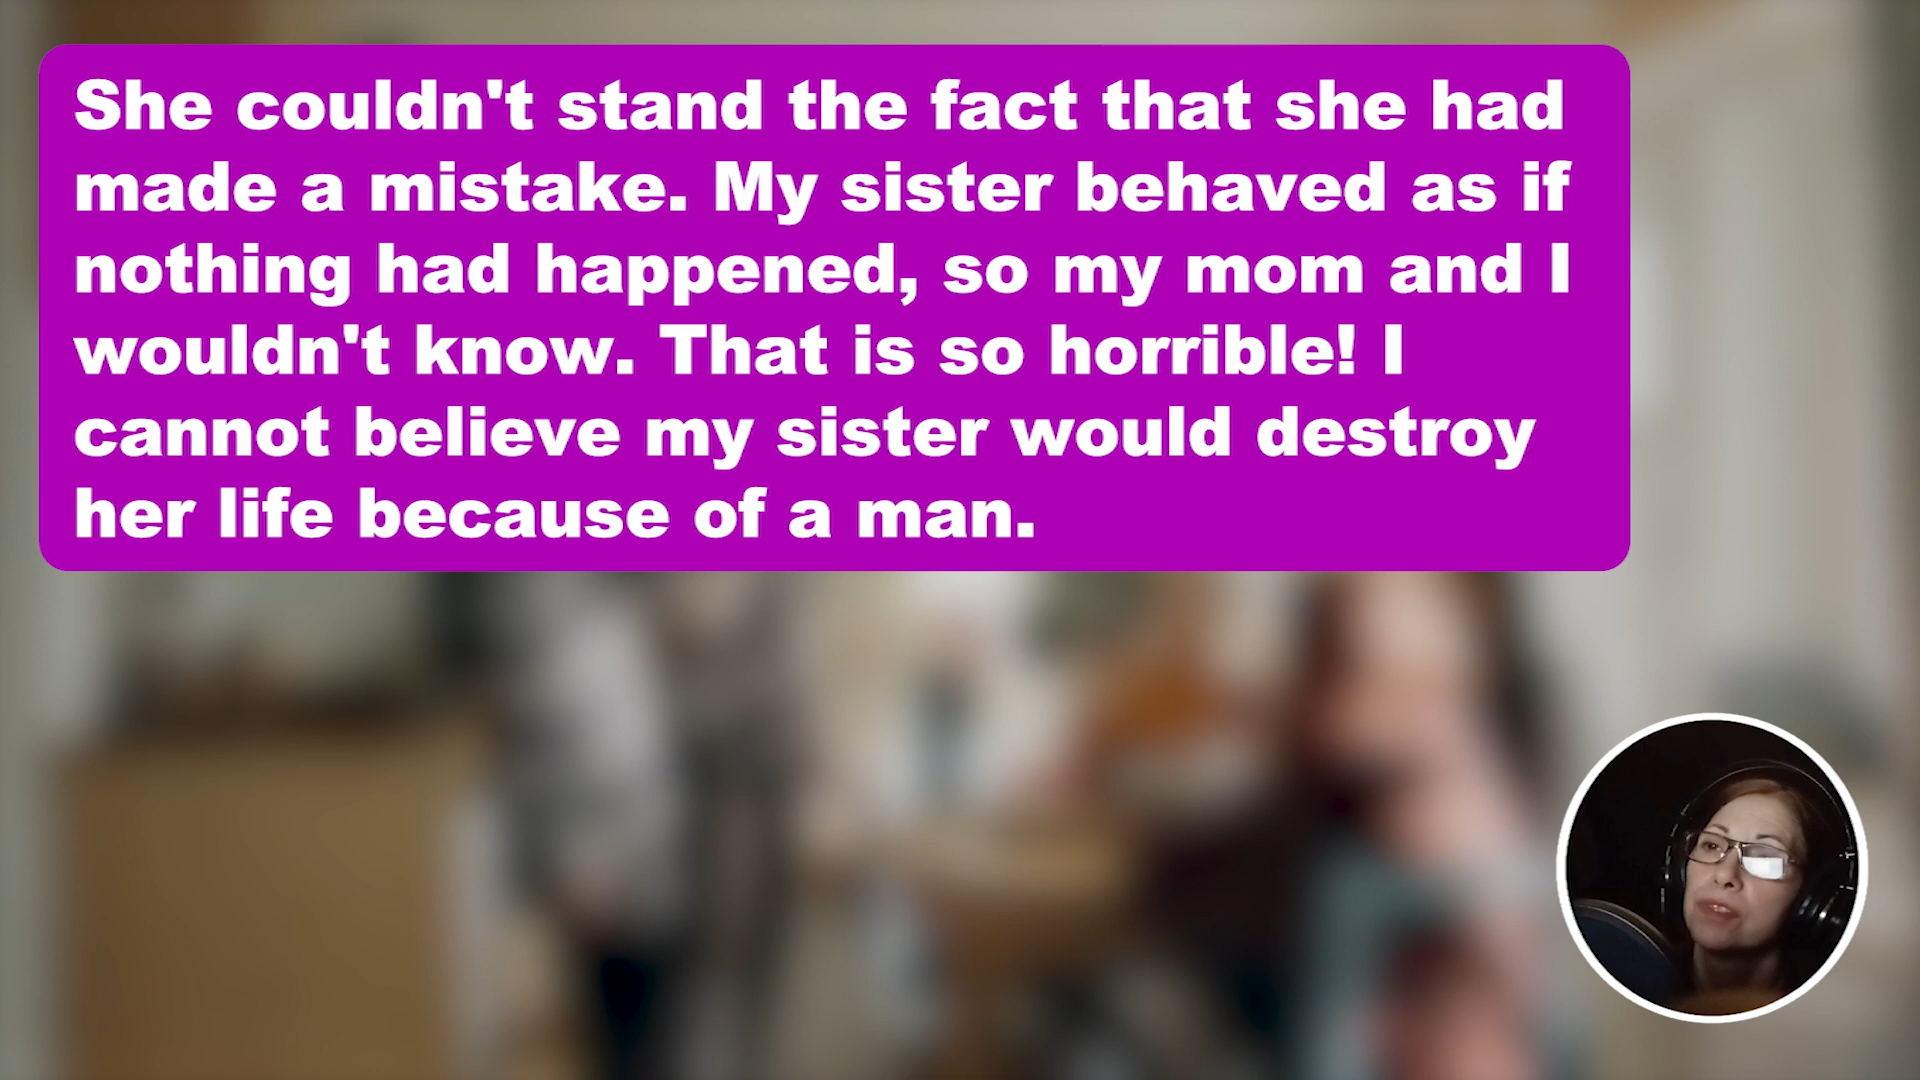 She couldn't stand the fact that she had
made a mistake. My sister behaved as if
nothing had happened, so my mom and I
wouldn't know. That is so horrible! I
cannot believe my sister would destroy
her life because of a man.